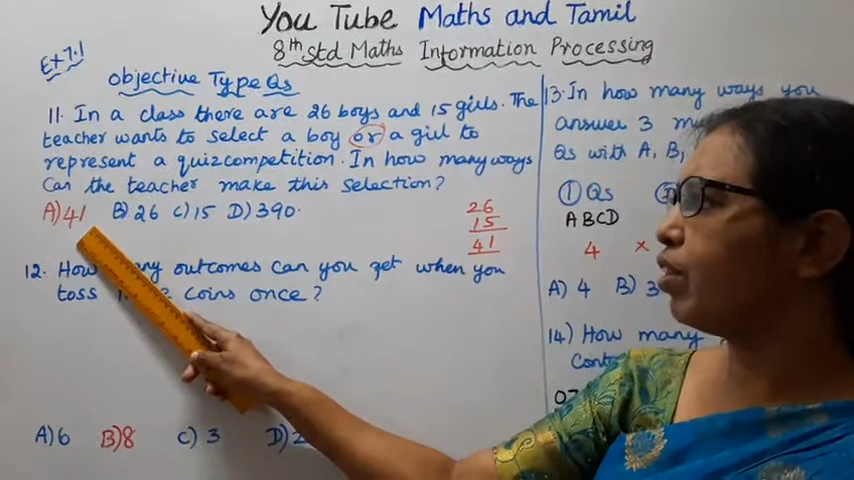 You Tube Maths and Tamil
8th Std Maths Information Processing
Ex 7.1
Objective Type Qs
11. In a class there are 26 boys and 15 girls. The
teacher wants to select a boy or a girl to
represent a quiz competition. In how many ways
Can the teacher make this selection?
A) 41 B) 26 C) 15 D) 390.
26
15
41
12. How many outcomes can you get when you
toss coins once?
A) 6 B) 8 C) 3 D) 2
13. In how many ways you
answer 3
Qs with A, B,
① Qs
A B C D
4 ×
A) 4 B) 3
14) How many